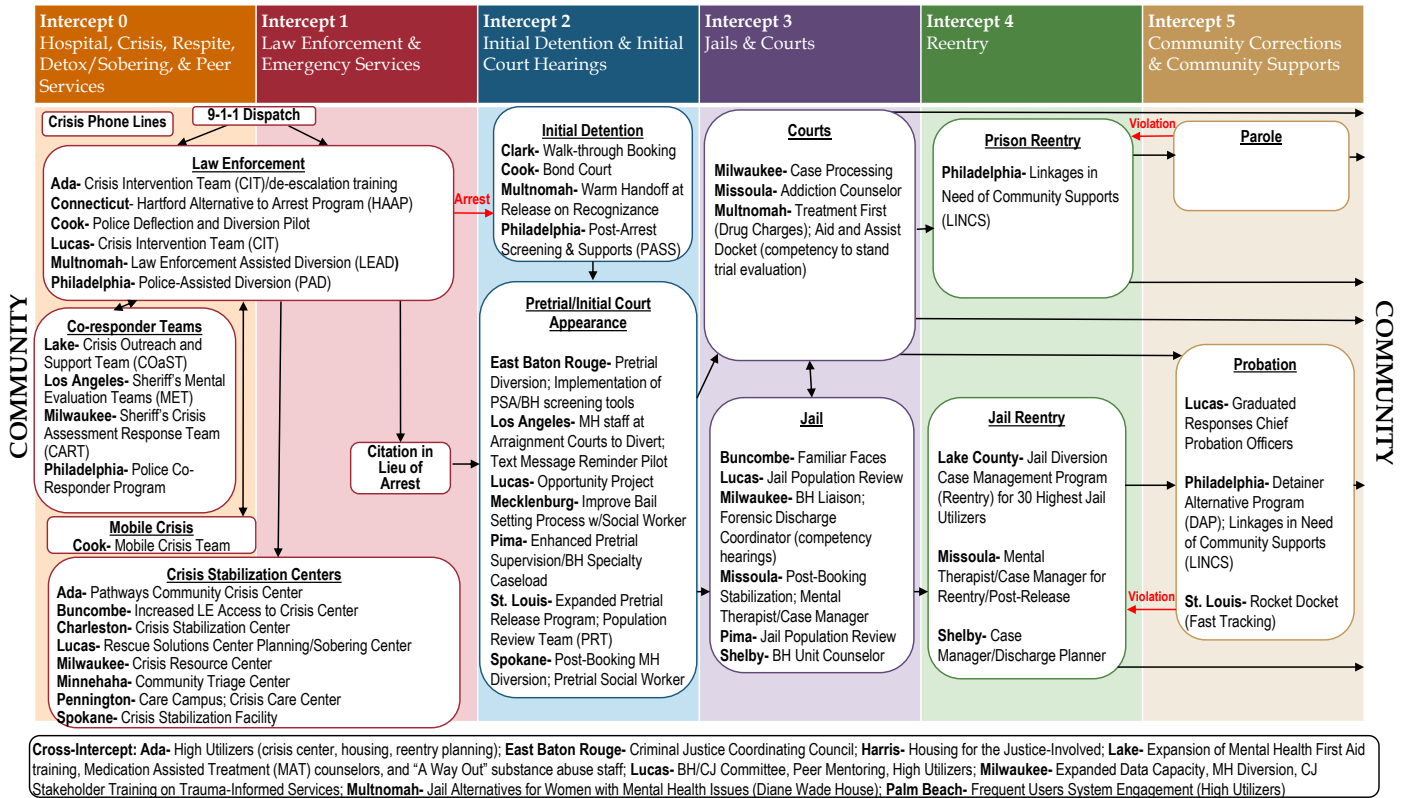 Intercept 0
Hospital, Crisis, Respite,
Detox/Sobering, & Peer
Services
Intercept 1
Law Enforcement &
Emergency Services
Intercept 2
Initial Detention & Initial
Court Hearings
Intercept 3
Jails & Courts
Intercept 4
Reentry
Intercept 5
Community Corrections
& Community Supports
COMMUNITY
Crisis Phone Lines
9-1-1 Dispatch
Law Enforcement
Ada- Crisis Intervention Team (CIT)/de-escalation training
Connecticut- Hartford Alternative to Arrest Program (HAAP)
Cook- Police Deflection and Diversion Pilot
Lucas- Crisis Intervention Team (CIT)
Multnomah- Law Enforcement Assisted Diversion (LEAD)
Philadelphia- Police-Assisted Diversion (PAD)
Arrest
Co-responder Teams
Lake- Crisis Outreach and
Support Team (COaST)
Los Angeles- Sheriff's Mental
Evaluation Teams (MET)
Milwaukee- Sheriff's Crisis
Assessment Response Team
(CART)
Philadelphia- Police Co-
Responder Program
Mobile Crisis
Cook- Mobile Crisis Team
Citation in
Lieu of
Arrest
Crisis Stabilization Centers
Ada- Pathways Community Crisis Center
Buncombe- Increased LE Access to Crisis Center
Charleston- Crisis Stabilization Center
Lucas- Rescue Solutions Center Planning/Sobering Center
Milwaukee- Crisis Resource Center
Minnehaha- Community Triage Center
Pennington- Care Campus; Crisis Care Center
Spokane- Crisis Stabilization Facility
Initial Detention
Clark- Walk-through Booking
Cook- Bond Court
Multnomah- Warm Handoff at
Release on Recognizance
Philadelphia- Post-Arrest
Screening & Supports (PASS)
Pretrial/Initial Court
Appearance
East Baton Rouge- Pretrial
Diversion; Implementation of
PSA/BH screening tools
Los Angeles- MH staff at
Arraignment Courts to Divert;
Text Message Reminder Pilot
Lucas- Opportunity Project
Mecklenburg- Improve Bail
Setting Process w/Social Worker
Pima- Enhanced Pretrial
Supervision/BH Specialty
Caseload
St. Louis- Expanded Pretrial
Release Program; Population
Review Team (PRT)
Spokane- Post-Booking MH
Diversion; Pretrial Social Worker
Courts
Milwaukee- Case Processing
Missoula- Addiction Counselor
Multnomah- Treatment First
(Drug Charges); Aid and Assist
Docket (competency to stand
trial evaluation)
Jail
Buncombe- Familiar Faces
Lucas- Jail Population Review
Milwaukee- BH Liaison;
Forensic Discharge
Coordinator (competency
hearings)
Missoula- Post-Booking
Stabilization; Mental
Therapist/Case Manager
Pima- Jail Population Review
Shelby- BH Unit Counselor
Prison Reentry
Philadelphia- Linkages in
Need of Community Supports
(LINCS)
Jail Reentry
Lake County- Jail Diversion
Case Management Program
(Reentry) for 30 Highest Jail
Utilizers
Missoula- Mental
Therapist/Case Manager for
Reentry/Post-Release
Shelby- Case
Manager/Discharge Planner
Violation
Parole
Probation
Lucas- Graduated
Responses Chief
Probation Officers
Philadelphia- Detainer
Alternative Program
(DAP); Linkages in Need
of Community Supports
(LINCS)
St. Louis- Rocket Docket
(Fast Tracking)
Violation
COMMUNITY
Cross-Intercept: Ada- High Utilizers (crisis center, housing, reentry planning); East Baton Rouge- Criminal Justice Coordinating Council; Harris- Housing for the Justice-Involved; Lake- Expansion of Mental Health First Aid
training, Medication Assisted Treatment (MAT) counselors, and "A Way Out" substance abuse staff; Lucas- BH/CJ Committee, Peer Mentoring, High Utilizers; Milwaukee- Expanded Data Capacity, MH Diversion, CJ
Stakeholder Training on Trauma-Informed Services; Multnomah- Jail Alternatives for Women with Mental Health Issues (Diane Wade House); Palm Beach- Frequent Users System Engagement (High Utilizers)